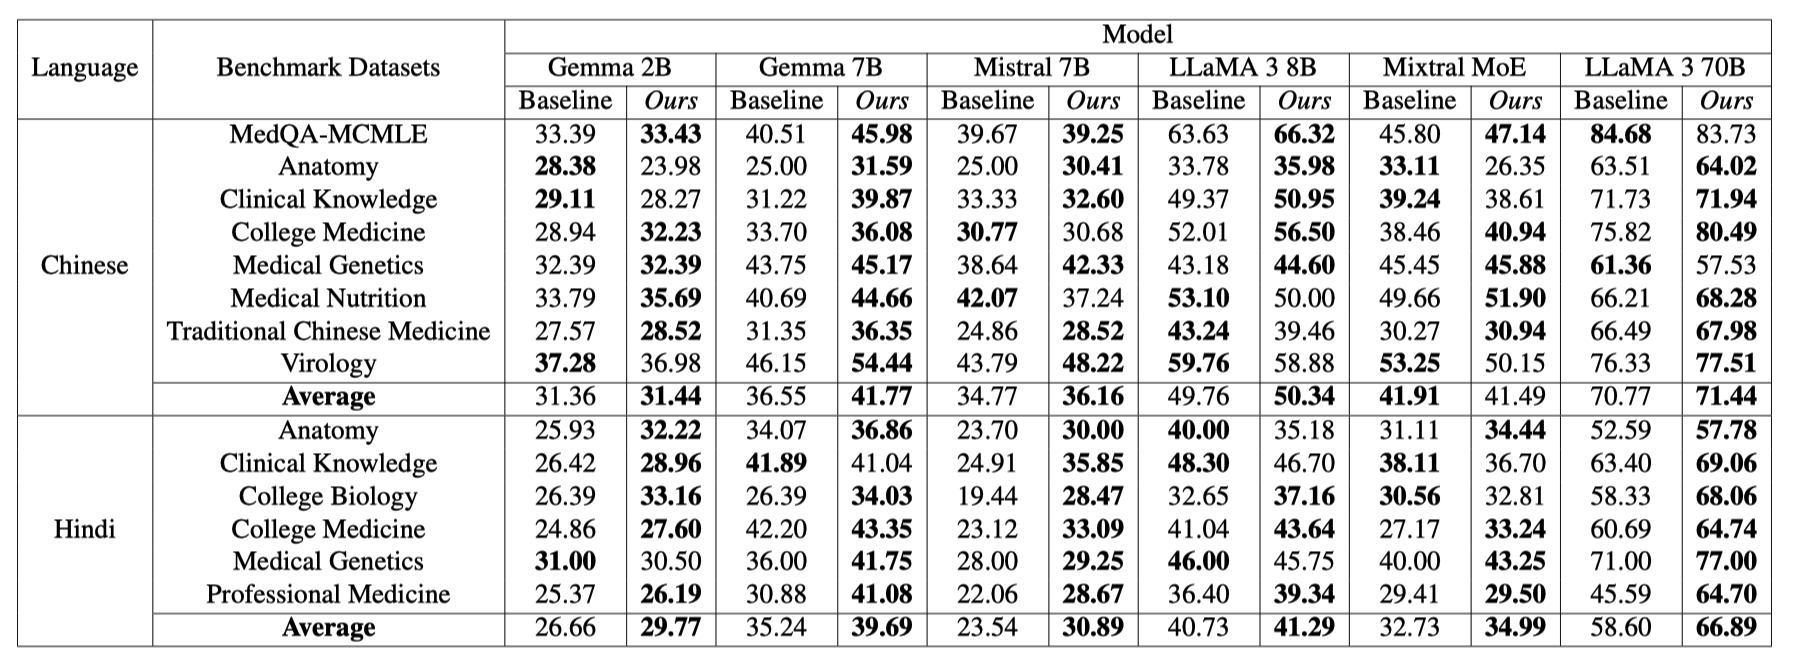 Model
Language Benchmark Datasets Gemma 2B Gemma 7B Mistral 7B LLaMA 3 8B Mixtral MoE LLaMA 3 70B
Baseline Ours Baseline Ours Baseline Ours Baseline Ours Baseline Ours Baseline Ours
MedQA-MCMLE 33.39 33.43 40.51 45.98 39.67 39.25 63.63 66.32 45.80 47.14 84.68 83.73
Anatomy 28.38 23.98 25.00 31.59 25.00 30.41 33.78 35.98 33.11 26.35 63.51 64.02
Clinical Knowledge 29.11 28.27 31.22 39.87 33.33 32.60 49.37 50.95 39.24 38.61 71.73 71.94
College Medicine 28.94 32.23 33.70 36.08 30.77 30.68 52.01 56.50 38.46 40.94 75.82 80.49
Chinese Medical Genetics 32.39 32.39 43.75 45.17 38.64 42.33 43.18 44.60 45.45 45.88 61.36 57.53
Medical Nutrition 33.79 35.69 40.69 44.66 42.07 37.24 53.10 50.00 49.66 51.90 66.21 68.28
Traditional Chinese Medicine 27.57 28.52 31.35 36.35 24.86 28.52 43.24 39.46 30.27 30.94 66.49 67.98
Virology 37.28 36.98 46.15 54.44 43.79 48.22 59.76 58.88 53.25 50.15 76.33 77.51
Average 31.36 31.44 36.55 41.77 34.77 36.16 49.76 50.34 41.91 41.49 70.77 71.44
Anatomy 25.93 32.22 34.07 36.86 23.70 30.00 40.00 35.18 31.11 34.44 52.59 57.78
Clinical Knowledge 26.42 28.96 41.89 41.04 24.91 35.85 48.30 46.70 38.11 36.70 63.40 69.06
College Biology 26.39 33.16 26.39 34.03 19.44 28.47 32.65 37.16 30.56 32.81 58.33 68.06
Hindi College Medicine 24.86 27.60 42.20 43.35 23.12 33.09 41.04 43.64 27.17 33.24 60.69 64.74
Medical Genetics 31.00 30.50 36.00 41.75 28.00 29.25 46.00 45.75 40.00 43.25 71.00 77.00
Professional Medicine 25.37 26.19 30.88 41.08 22.06 28.67 36.40 39.34 29.41 29.50 45.59 64.70
Average 26.66 29.77 35.24 39.69 23.54 30.89 40.73 41.29 32.73 34.99 58.60 66.89